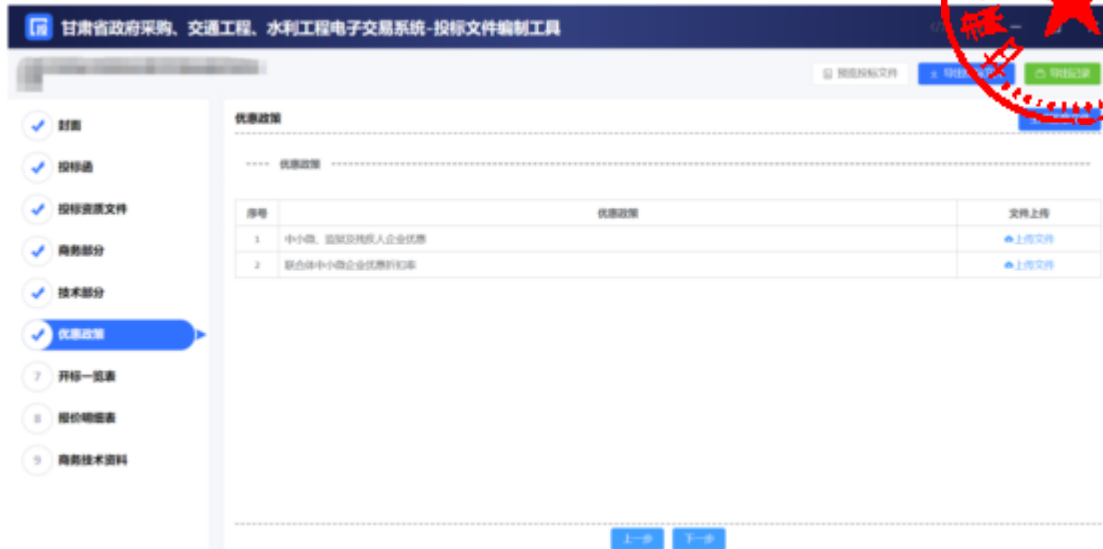 甘肃省政府采购、交通工程、水利工程电子交易系统-投标文件编制工具
预览投标文件
导出记录
封面
投标函
投标资质文件
商务部分
技术部分
优惠政策
7 开标一览表
8 报价明细表
9 商务技术资料
优惠政策
优惠政策
序号 优惠政策 文件上传
1 中小微、监狱及残疾人企业优惠 上传文件
2 联合体中小微企业优惠折扣率 上传文件
上一步 下一步